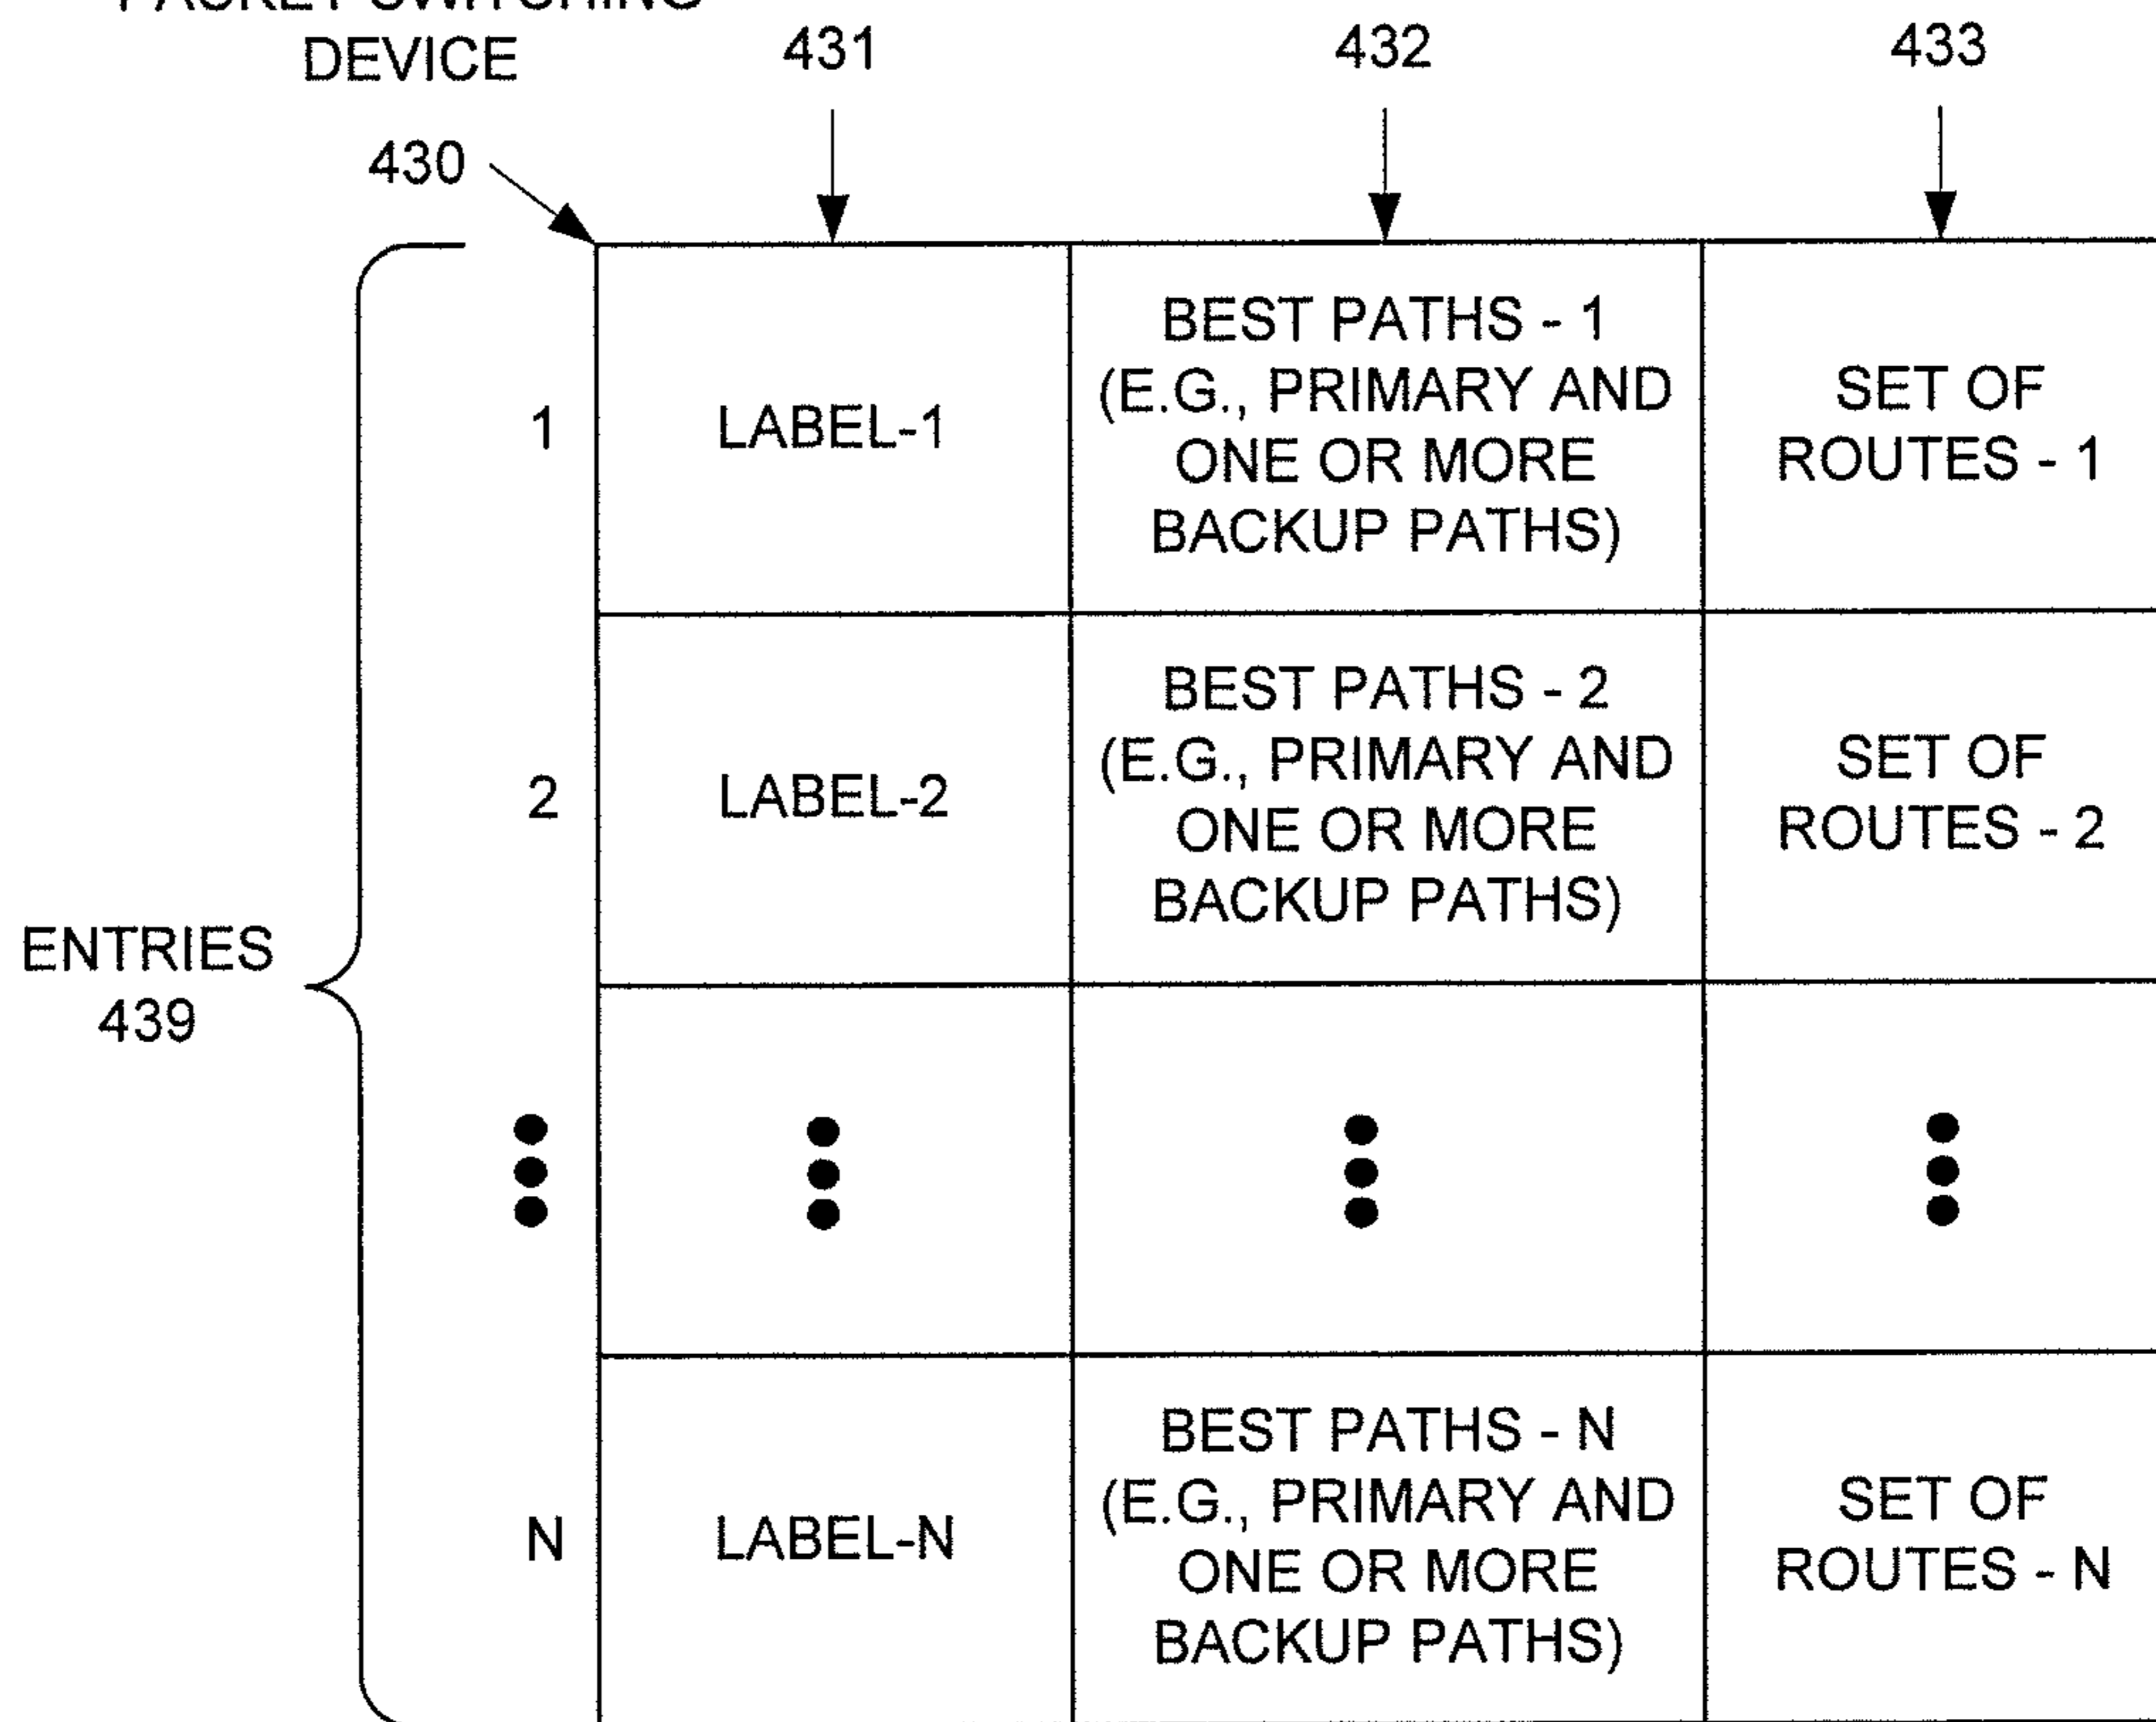 PACKET SWITCHING
DEVICE
431
432
433
430
1
LABEL-1
BEST PATHS - 1
(E.G., PRIMARY AND
ONE OR MORE
BACKUP PATHS)
SET OF
ROUTES - 1
2
LABEL-2
BEST PATHS - 2
(E.G., PRIMARY AND
ONE OR MORE
BACKUP PATHS)
SET OF
ROUTES - 2
ENTRIES
439
N
LABEL-N
BEST PATHS - N
(E.G., PRIMARY AND
ONE OR MORE
BACKUP PATHS)
SET OF
ROUTES - N